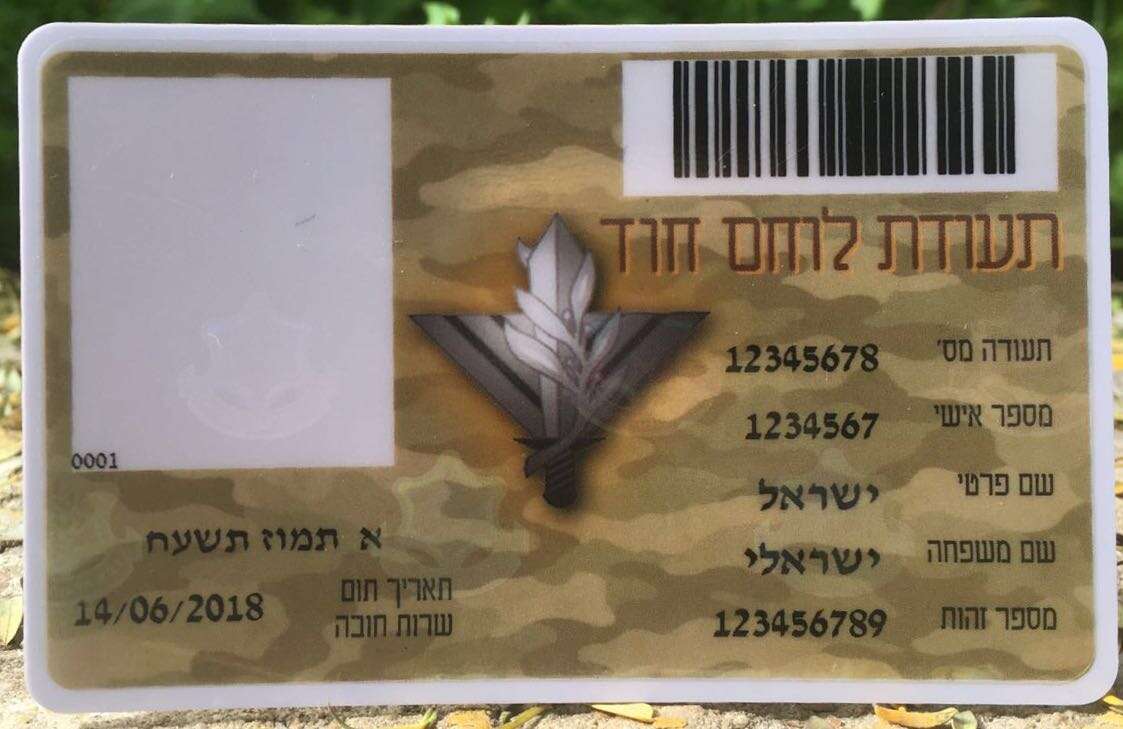 תעודת לוחם חוד
תעודה מס' 12345678
מספר אישי 1234567
שם פרטי ישראל
שם משפחה ישראלי
מספר זהות 123456789
0001
א תמוז תשעח
תאריך תום
שרות חובה
14/06/2018